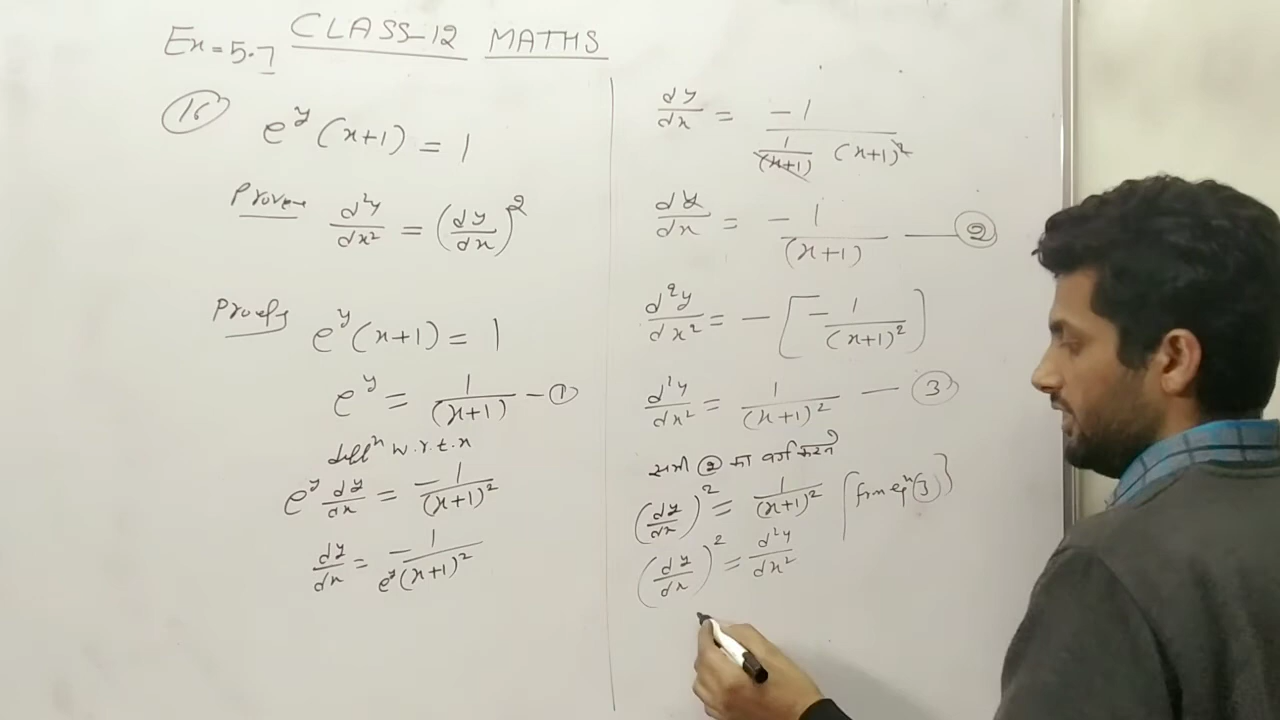 Ex = 5.7 CLASS-12 MATHS
16 e^y (x+1) = 1
Prove d²y/dx² = (dy/dx)²
Proof e^y (x+1) = 1
e^y = 1/(x+1) — ①
diffⁿ w.r.t. x
e^y dy/dx = -1/(x+1)²
dy/dx = -1/e^y(x+1)²
dy/dx = -1/(1/(x+1) (x+1)²)
dy/dx = -1/(x+1) — ②
d²y/dx² = -[-1/(x+1)²]
d²y/dx² = 1/(x+1)² — ③
समी ② का वर्ग करने
(dy/dx)² = 1/(x+1)² {from eqⁿ(3)}
(dy/dx)² = d²y/dx²